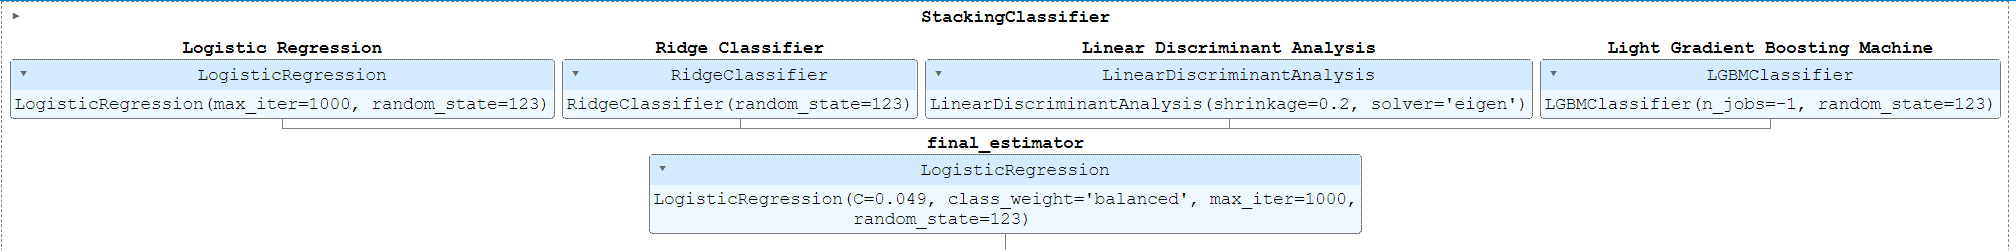 StackingClassifier
Logistic Regression
LogisticRegression
LogisticRegression(max_iter=1000, random_state=123)
Ridge Classifier
RidgeClassifier
RidgeClassifier(random_state=123)
Linear Discriminant Analysis
LinearDiscriminantAnalysis
LinearDiscriminantAnalysis(shrinkage=0.2, solver='eigen')
Light Gradient Boosting Machine
LGBMClassifier
LGBMClassifier(n_jobs=-1, random_state=123)
final_estimator
LogisticRegression
LogisticRegression(C=0.049, class_weight='balanced', max_iter=1000,
random_state=123)